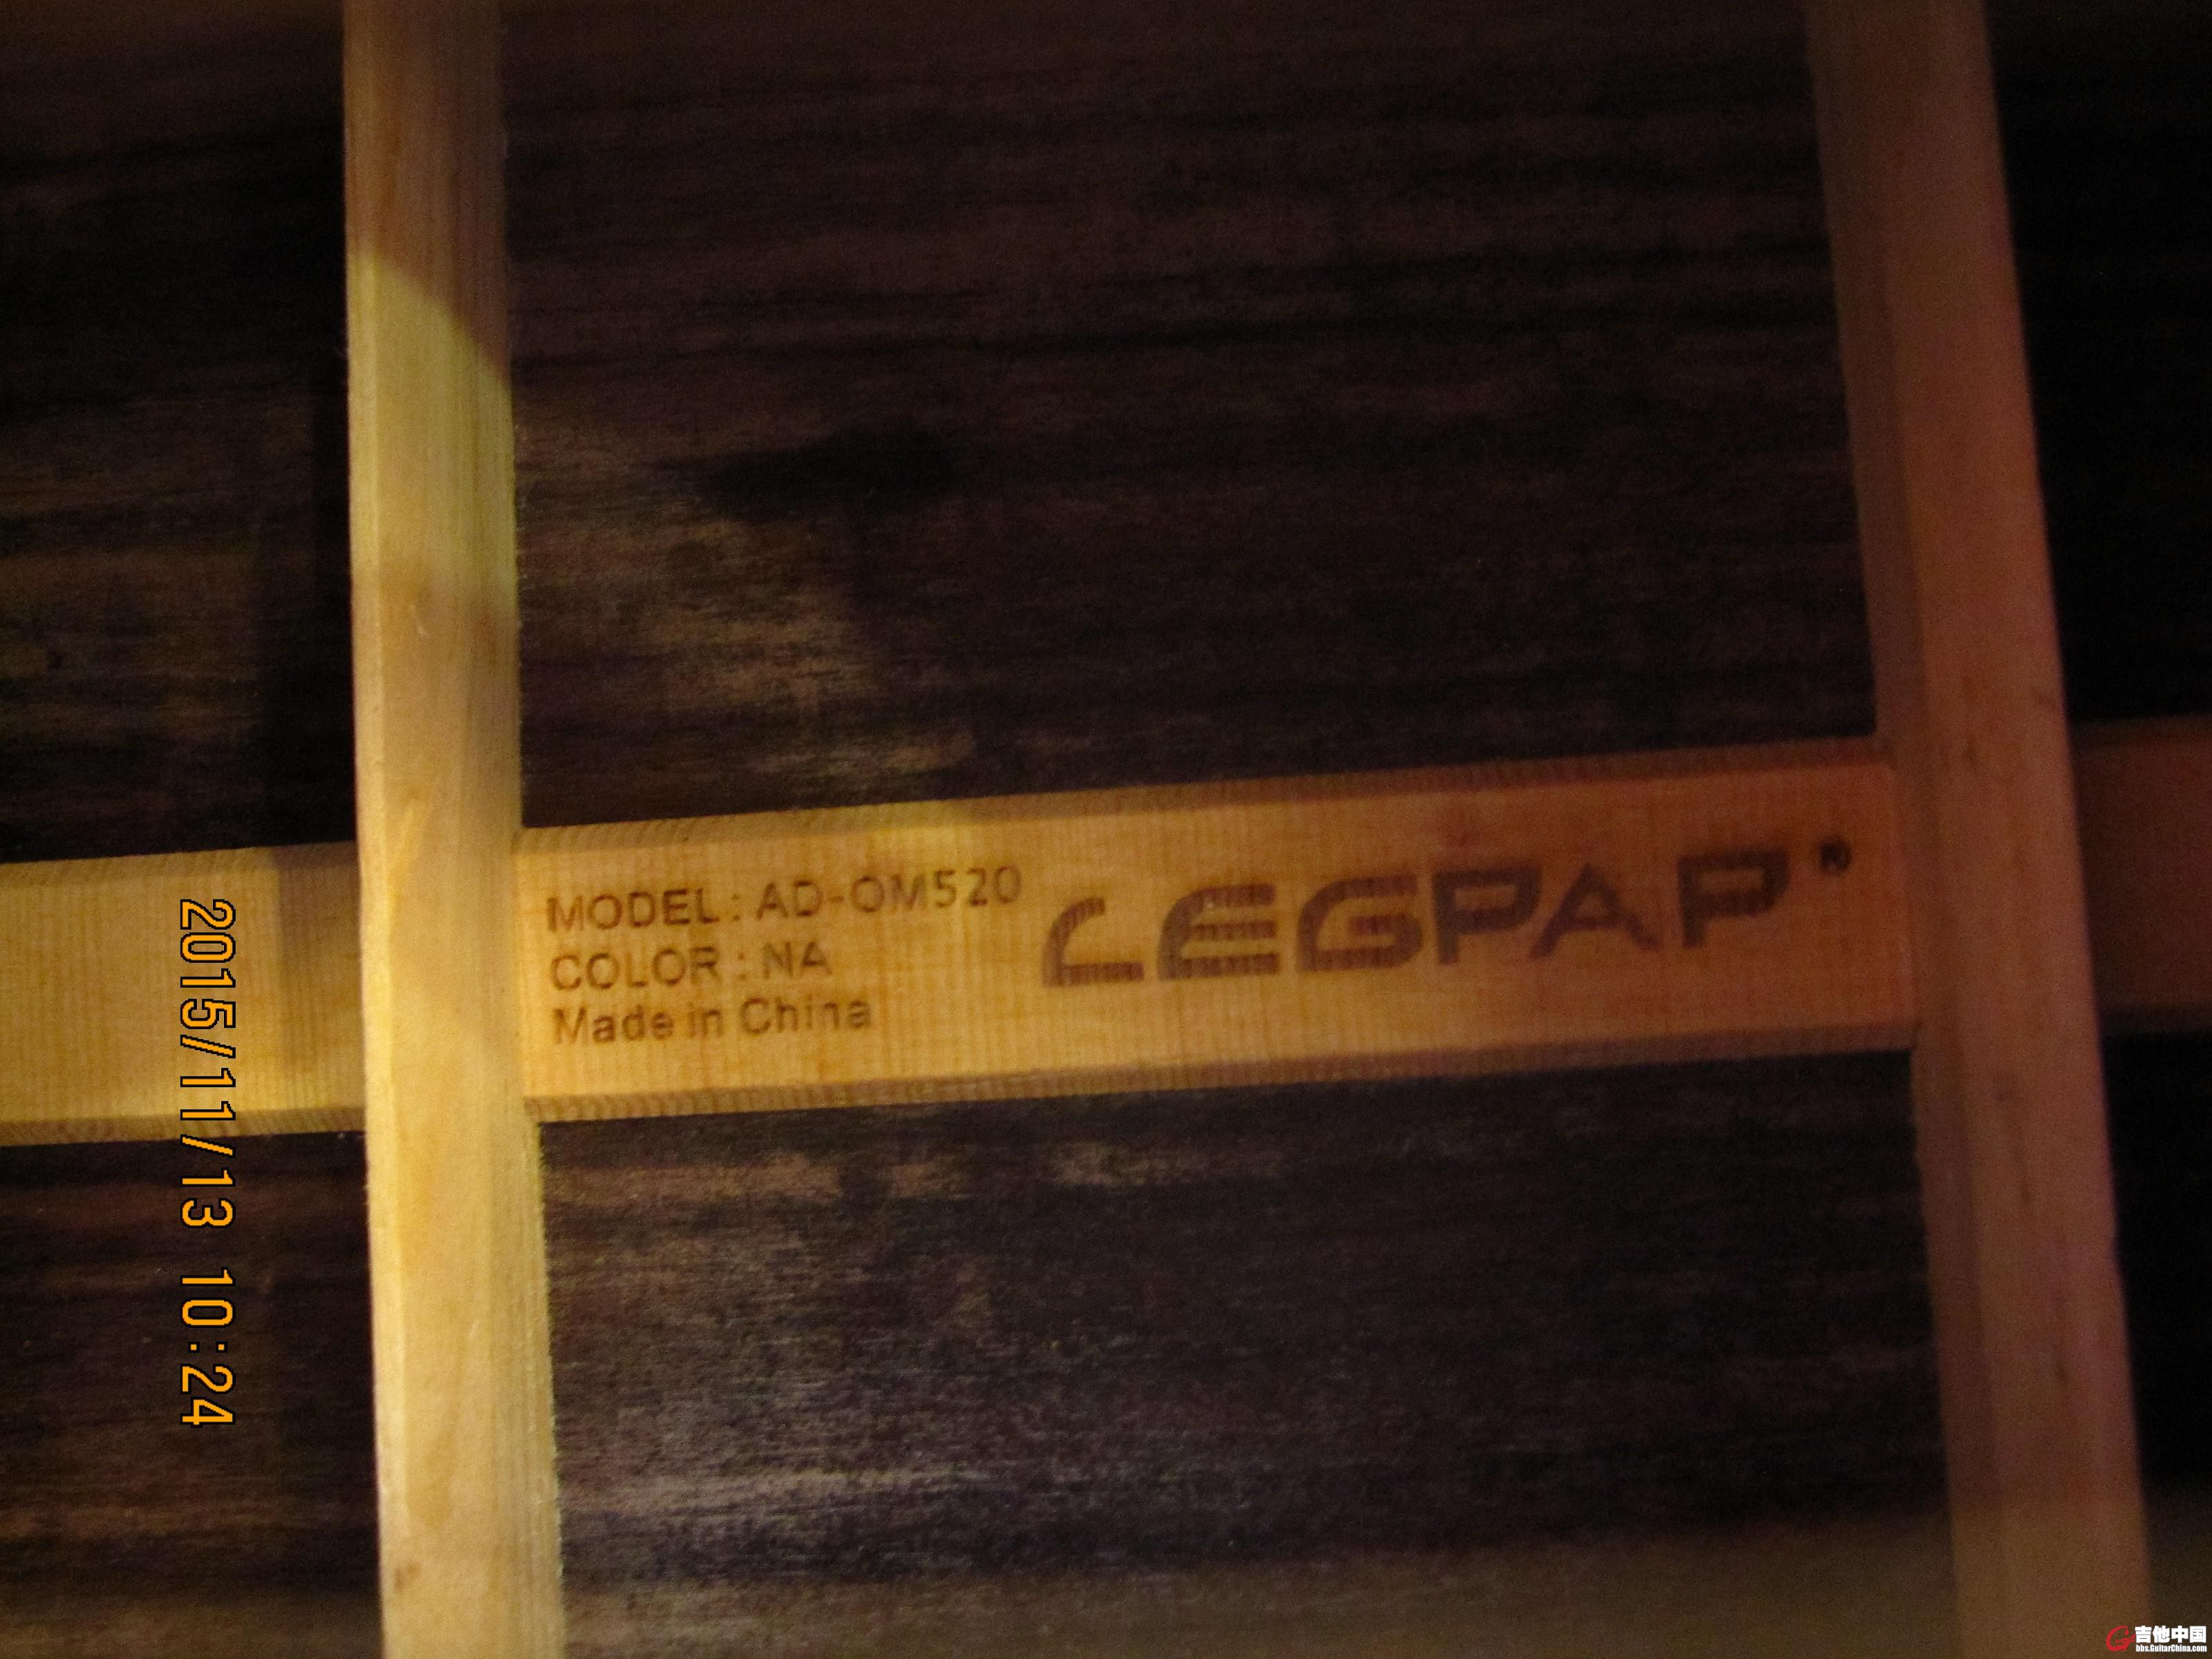 MODEL : AD-OM520
COLOR : NA
Made in China
LEGPAP®
2015/11/13 10:24
吉他中国
bbs.GuitarChina.com